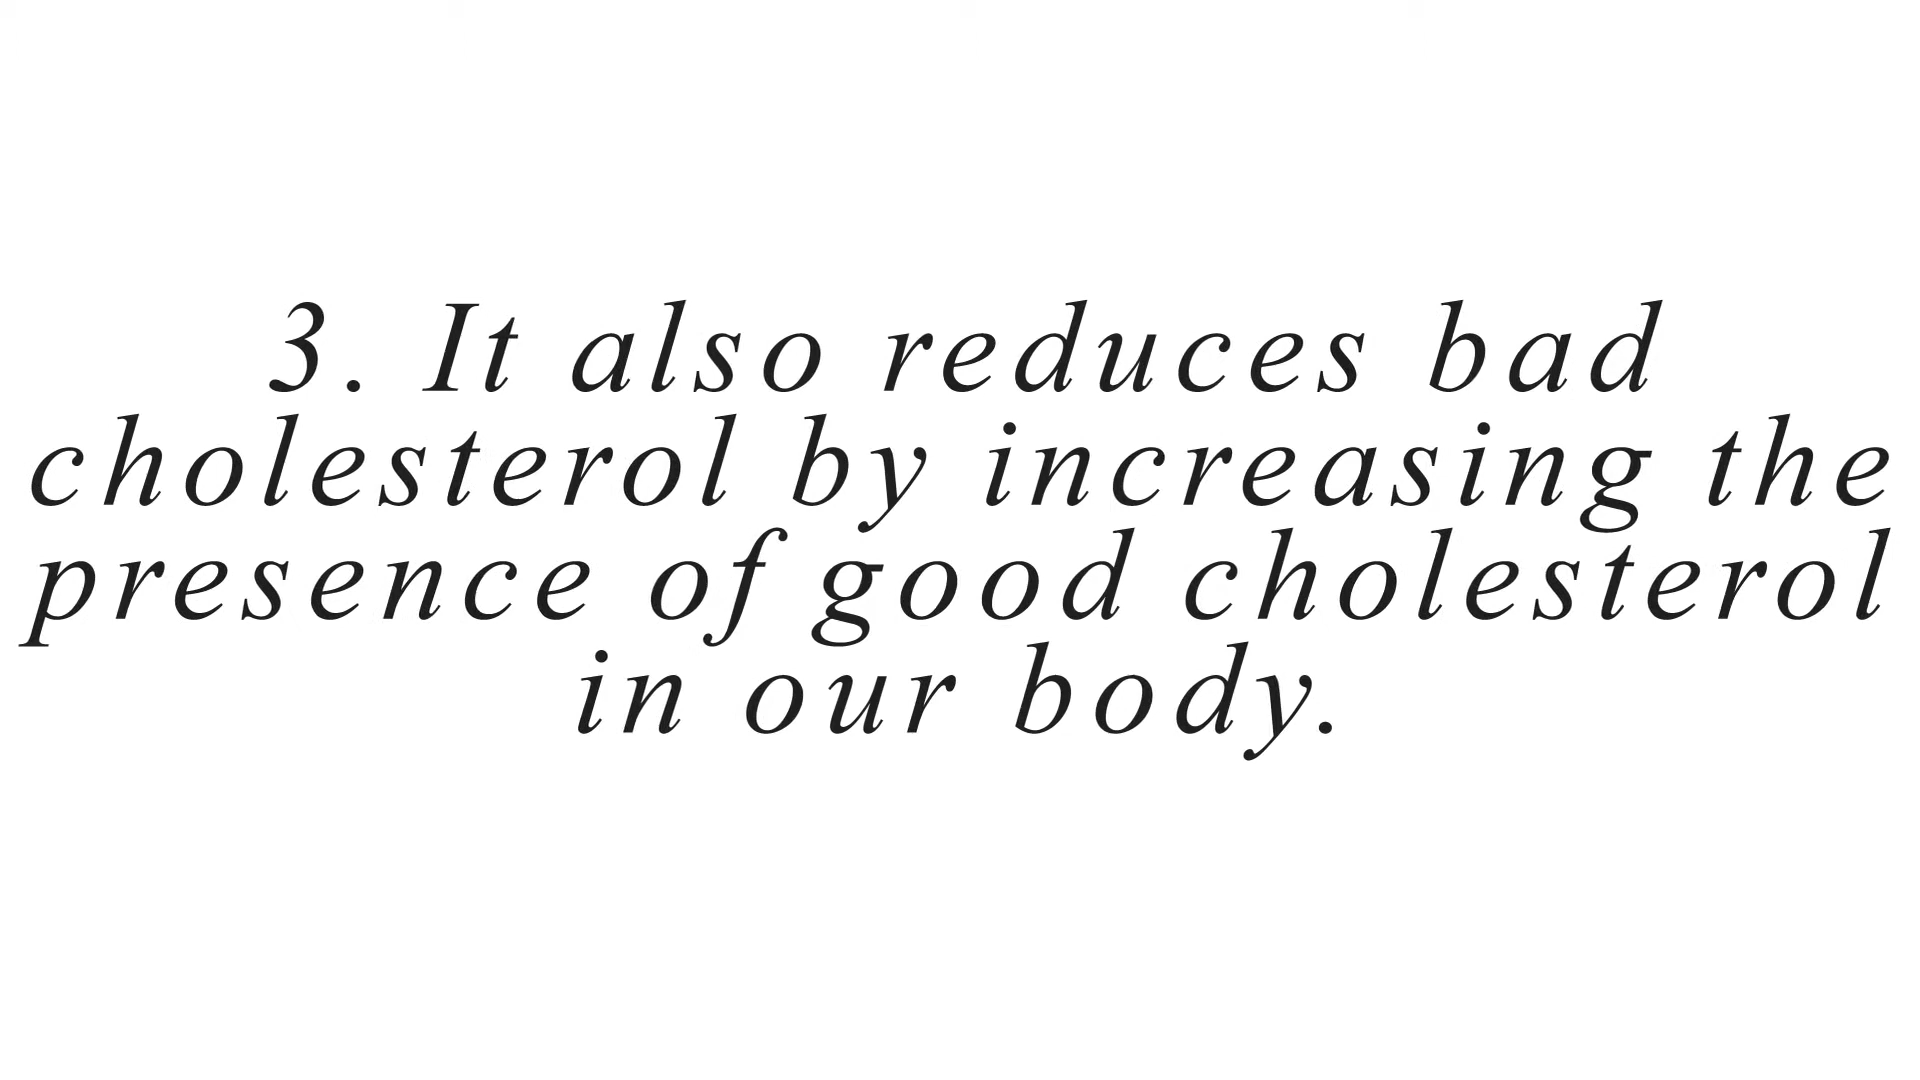 3. It also reduces bad
cholesterol by increasing the
presence of good cholesterol
in our body.